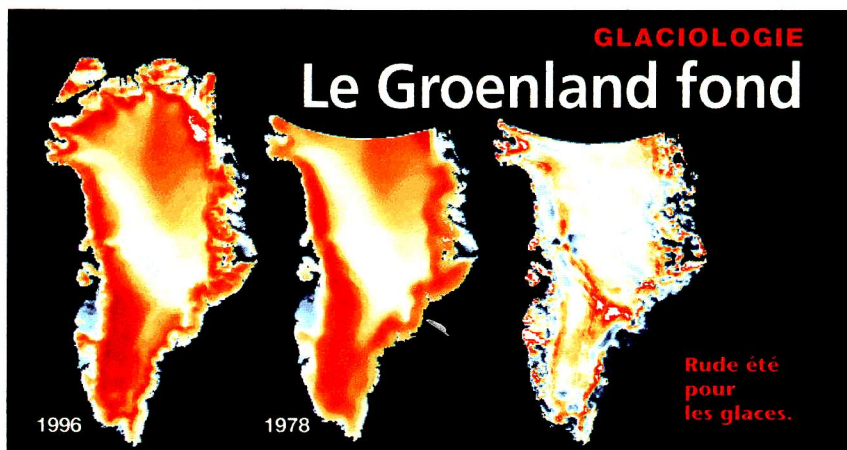 GLACIOLOGIE
Le Groenland fond
1996
1978
Rude été
pour
les glaces.